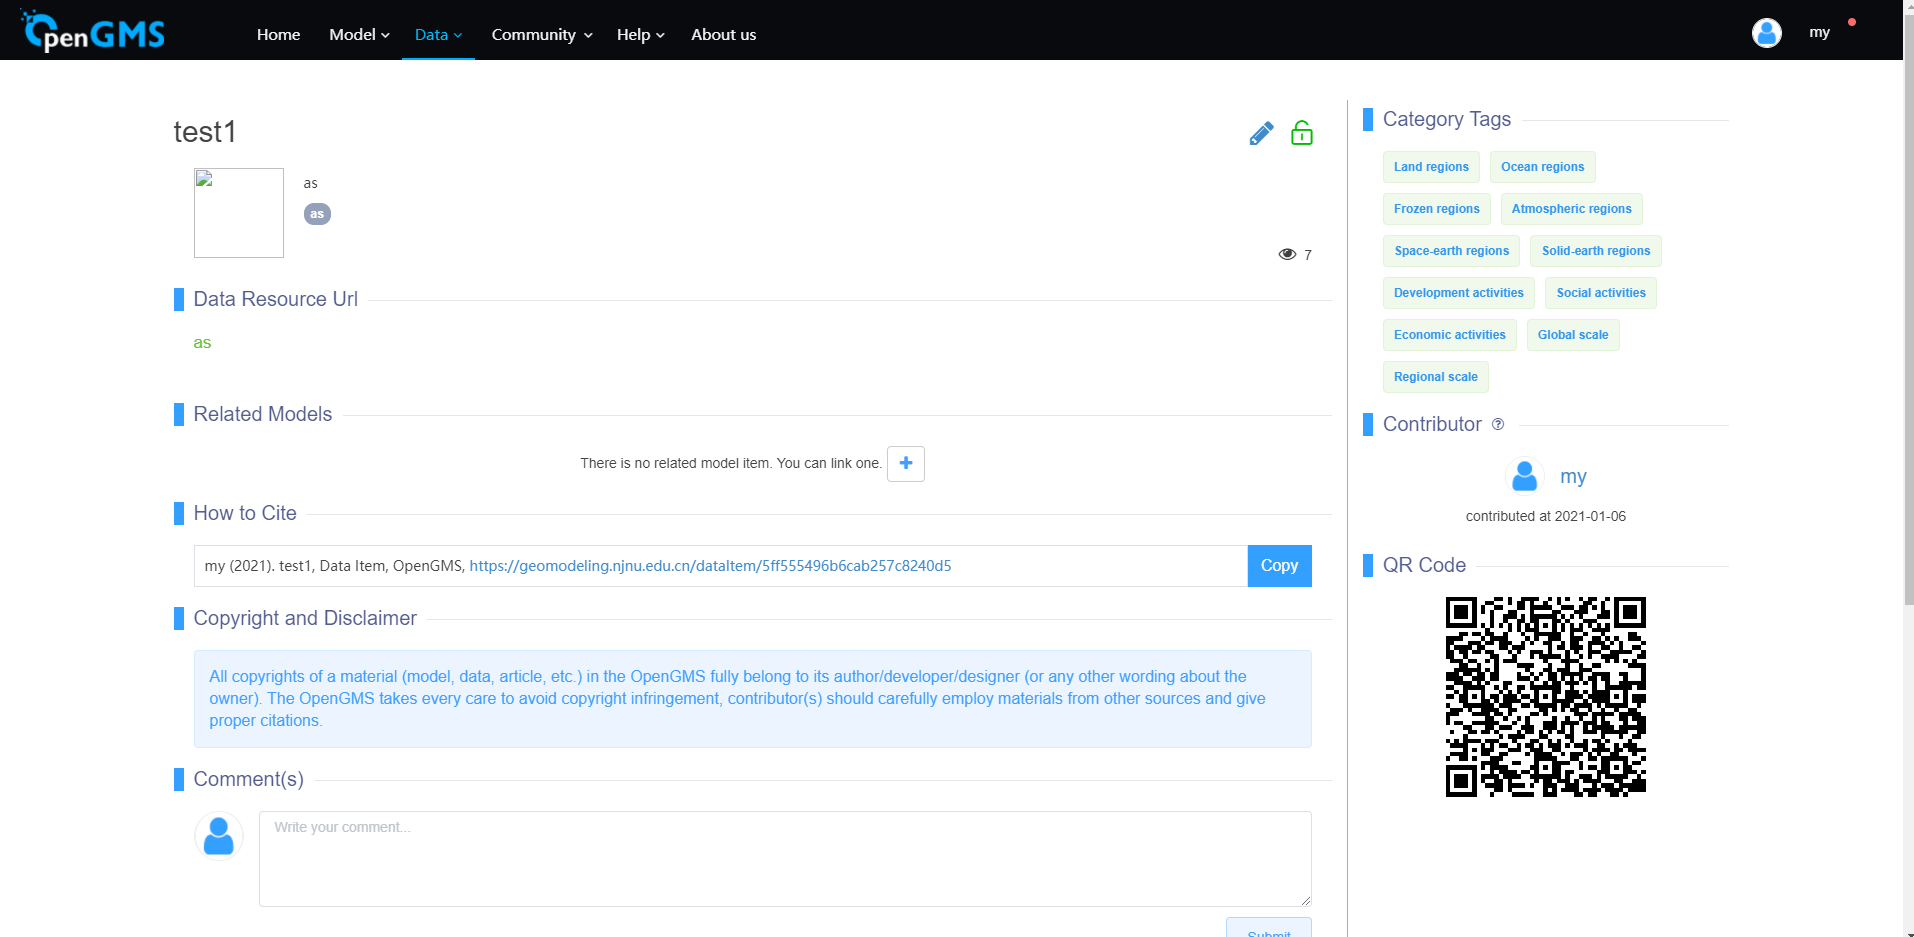 OpenGMS Home Model Data Community Help About us my
test1
as
as
7
Data Resource Url
as
Related Models
There is no related model item. You can link one.
How to Cite
my (2021). test1, Data Item, OpenGMS, https://geomodeling.njnu.edu.cn/dataItem/5ff555496b6cab257c8240d5 Copy
Copyright and Disclaimer
All copyrights of a material (model, data, article, etc.) in the OpenGMS fully belong to its author/developer/designer (or any other wording about the
owner). The OpenGMS takes every care to avoid copyright infringement, contributor(s) should carefully employ materials from other sources and give
proper citations.
Comment(s)
Write your comment...
Submit
Category Tags
Land regions Ocean regions
Frozen regions Atmospheric regions
Space-earth regions Solid-earth regions
Development activities Social activities
Economic activities Global scale
Regional scale
Contributor
my
contributed at 2021-01-06
QR Code